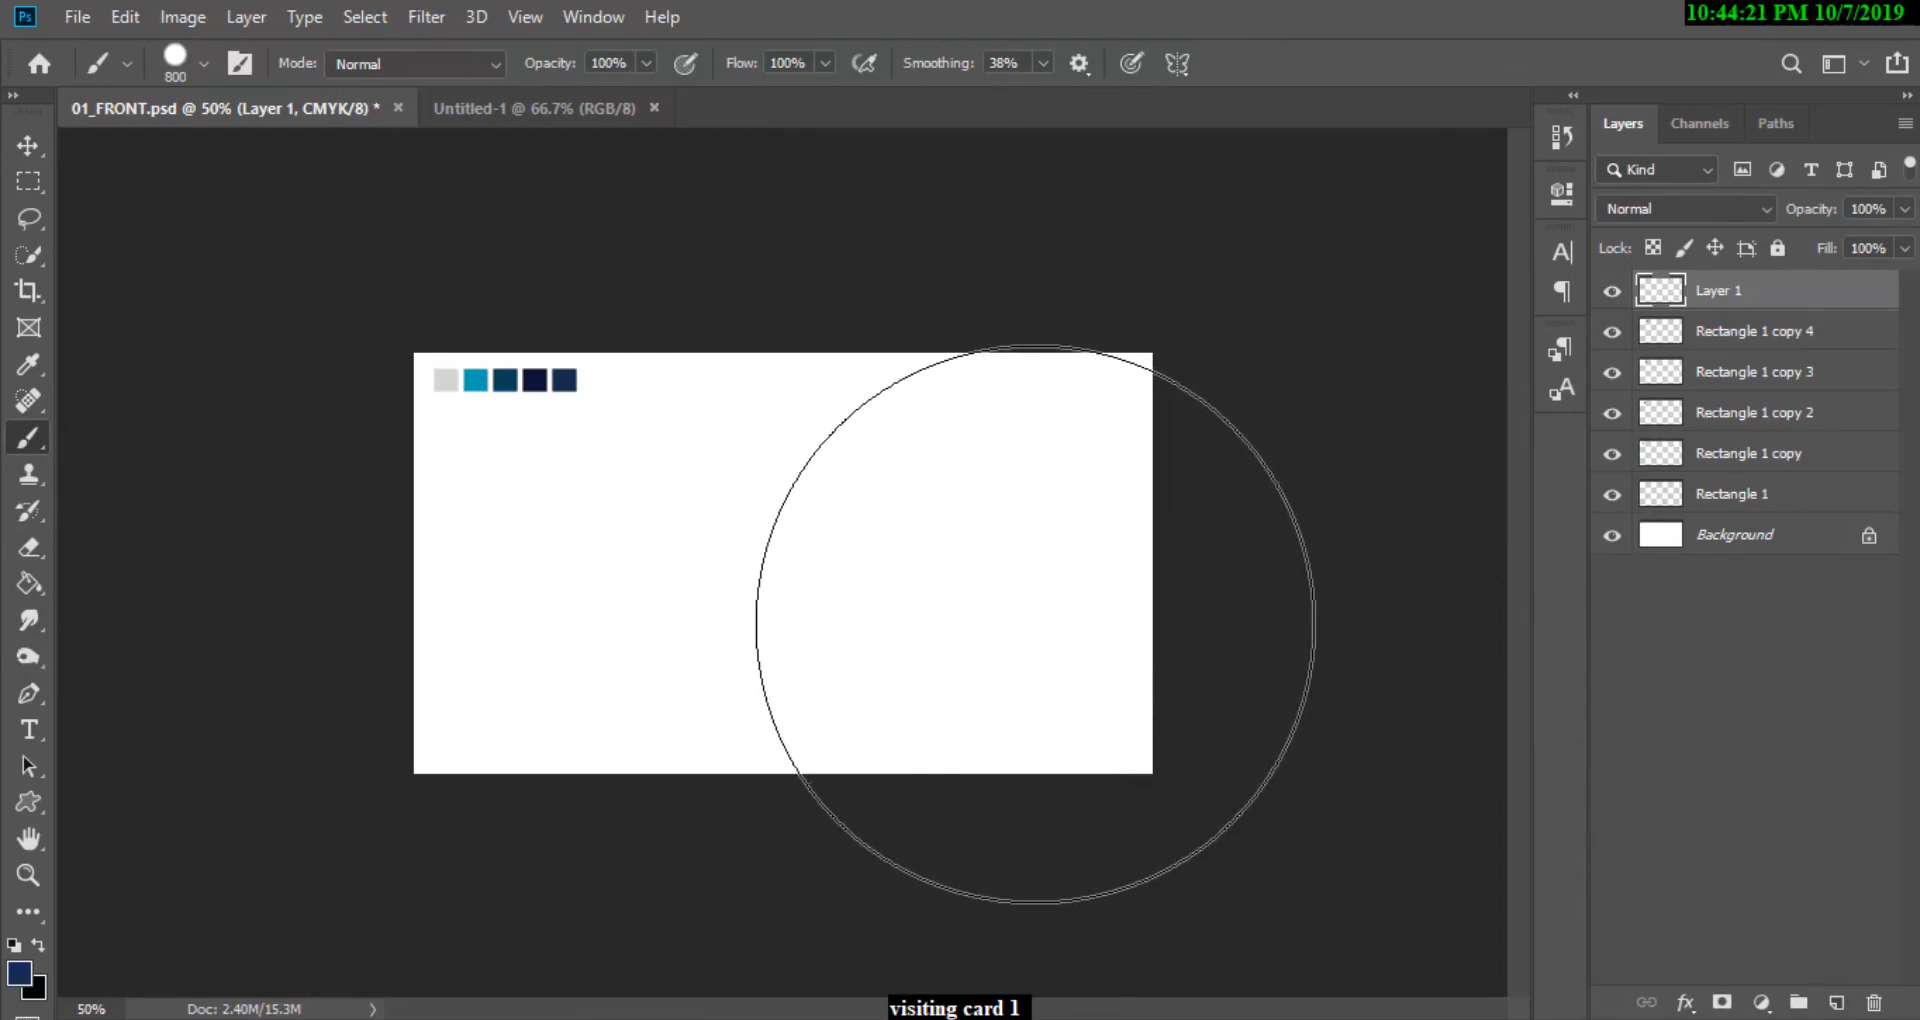 10:44:21 PM 10/7/2019
Ps File Edit Image Layer Type Select Filter 3D View Window Help
800 Mode: Normal Opacity: 100% Flow: 100% Smoothing: 38%
01_FRONT.psd @ 50% (Layer 1, CMYK/8) * Untitled-1 @ 66.7% (RGB/8)
Layers Channels Paths
Kind
Normal Opacity: 100%
Lock: Fill: 100%
Layer 1
Rectangle 1 copy 4
Rectangle 1 copy 3
Rectangle 1 copy 2
Rectangle 1 copy
Rectangle 1
Background
50% Doc: 2.40M/15.3M
visiting card 1